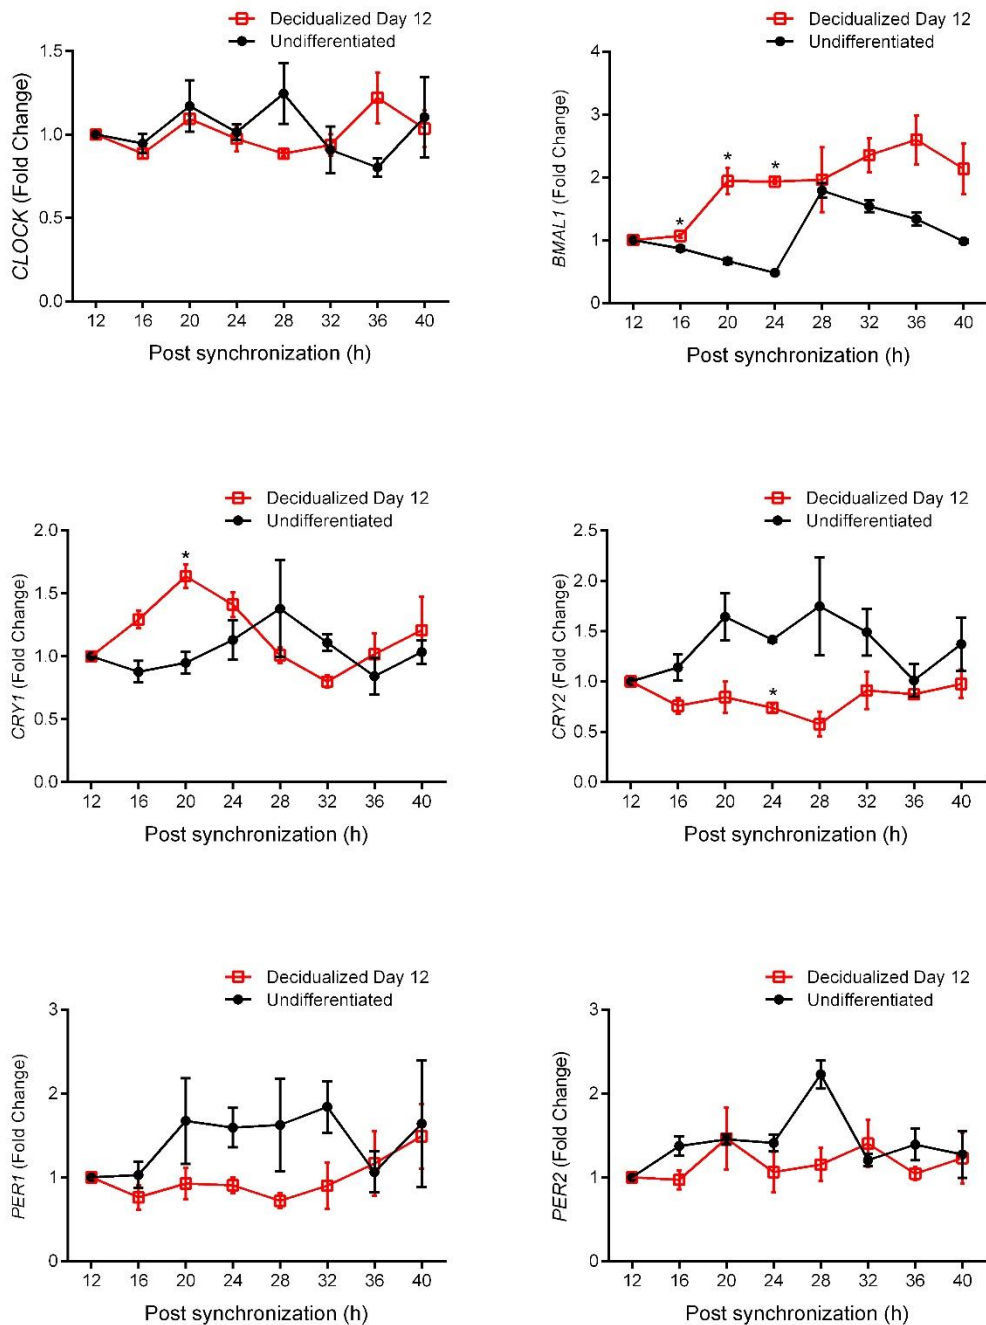 Decidualized Day 12
Undifferentiated
1.5
1.0
0.5
0.0
CLOCK (Fold Change)
12 16 20 24 28 32 36 40
Post synchronization (h)
Decidualized Day 12
Undifferentiated
4
3
2
1
0
BMAL1 (Fold Change)
* * *
12 16 20 24 28 32 36 40
Post synchronization (h)
Decidualized Day 12
Undifferentiated
2.0
1.5
1.0
0.5
0.0
CRY1 (Fold Change)
*
12 16 20 24 28 32 36 40
Post synchronization (h)
Decidualized Day 12
Undifferentiated
2.5
2.0
1.5
1.0
0.5
0.0
CRY2 (Fold Change)
*
12 16 20 24 28 32 36 40
Post synchronization (h)
Decidualized Day 12
Undifferentiated
3
2
1
0
PER1 (Fold Change)
12 16 20 24 28 32 36 40
Post synchronization (h)
Decidualized Day 12
Undifferentiated
3
2
1
0
PER2 (Fold Change)
12 16 20 24 28 32 36 40
Post synchronization (h)